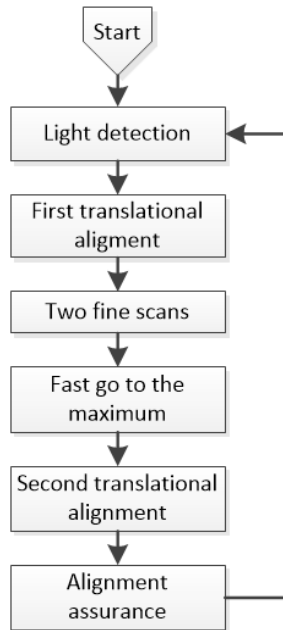 Start
Light detection
First translational
aligment
Two fine scans
Fast go to the
maximum
Second translational
alignment
Alignment
assurance